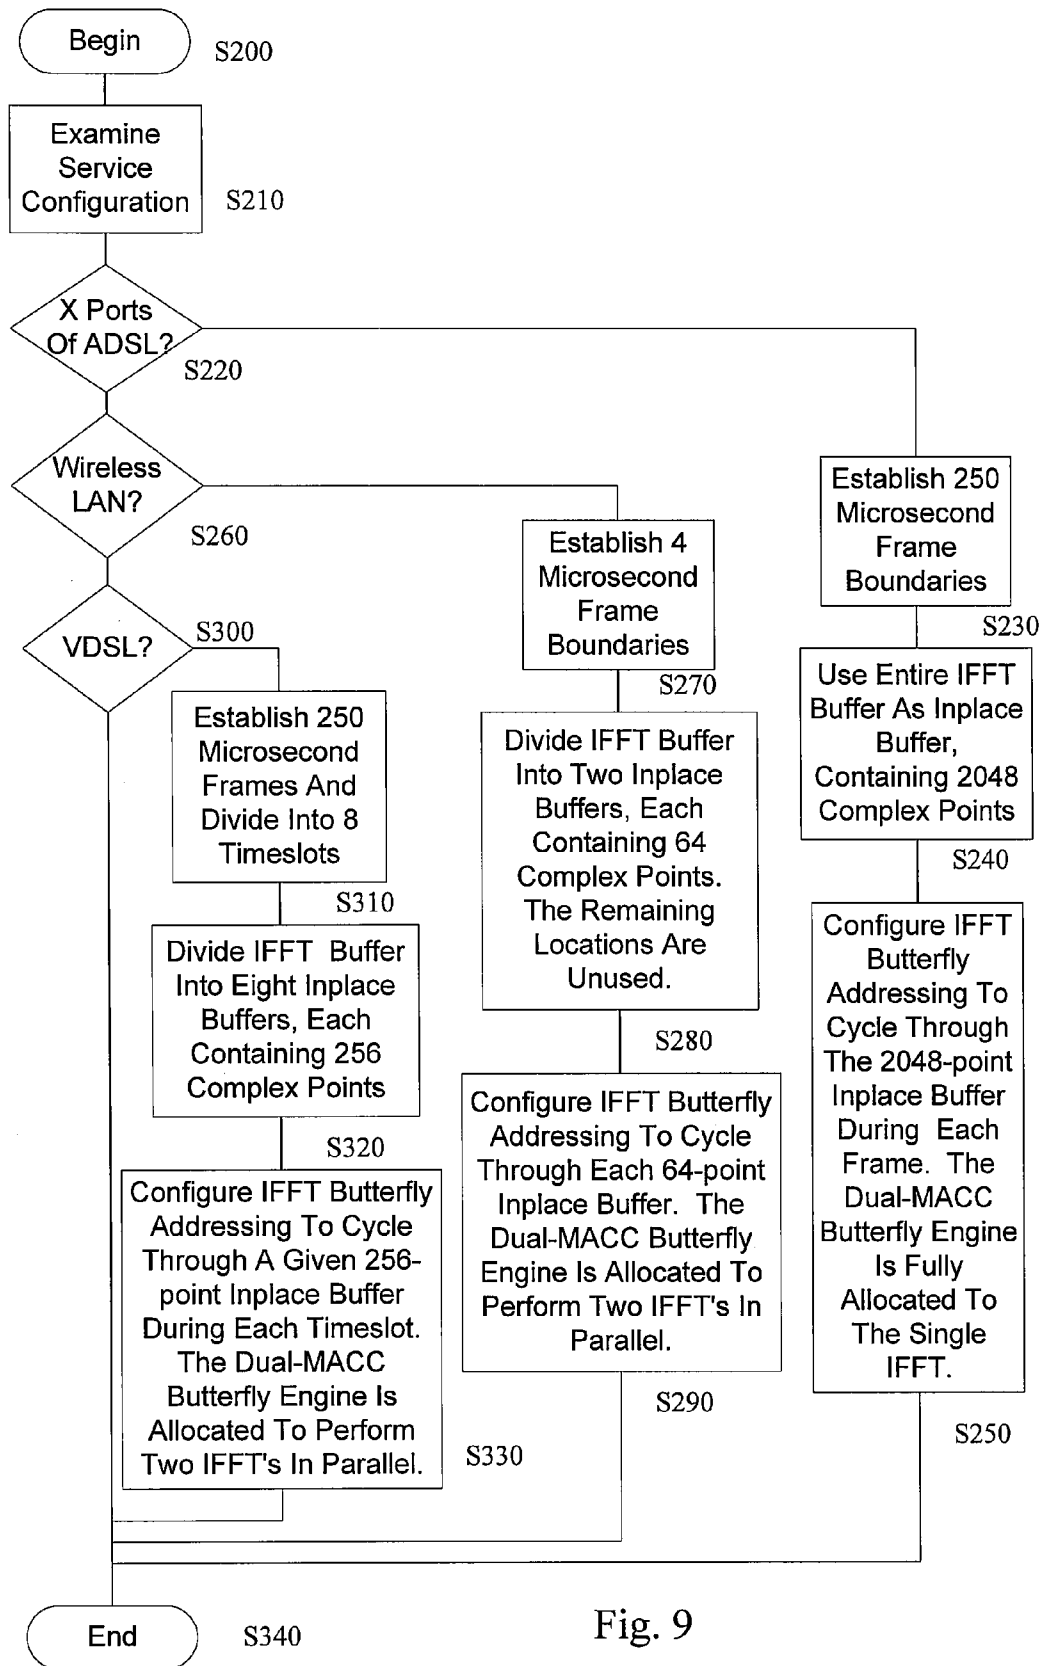 Begin
S200
Examine
Service
Configuration
S210
X Ports
Of ADSL?
S220
Wireless
LAN?
S260
VDSL?
S300
Establish 250
Microsecond
Frames And
Divide Into 8
Timeslots
S310
Divide IFFT Buffer
Into Eight Inplace
Buffers, Each
Containing 256
Complex Points
S320
Configure IFFT Butterfly
Addressing To Cycle
Through A Given 256-
point Inplace Buffer
During Each Timeslot.
The Dual-MACC
Butterfly Engine Is
Allocated To Perform
Two IFFT's In Parallel.
S330
Establish 4
Microsecond
Frame
Boundaries
S270
Divide IFFT Buffer
Into Two Inplace
Buffers, Each
Containing 64
Complex Points.
The Remaining
Locations Are
Unused.
S280
Configure IFFT Butterfly
Addressing To Cycle
Through Each 64-point
Inplace Buffer. The
Dual-MACC Butterfly
Engine Is Allocated To
Perform Two IFFT's In
Parallel.
S290
Establish 250
Microsecond
Frame
Boundaries
S230
Use Entire IFFT
Buffer As Inplace
Buffer,
Containing 2048
Complex Points
S240
Configure IFFT
Butterfly
Addressing To
Cycle Through
The 2048-point
Inplace Buffer
During Each
Frame. The
Dual-MACC
Butterfly Engine
Is Fully
Allocated To
The Single
IFFT.
S250
End
S340
Fig. 9